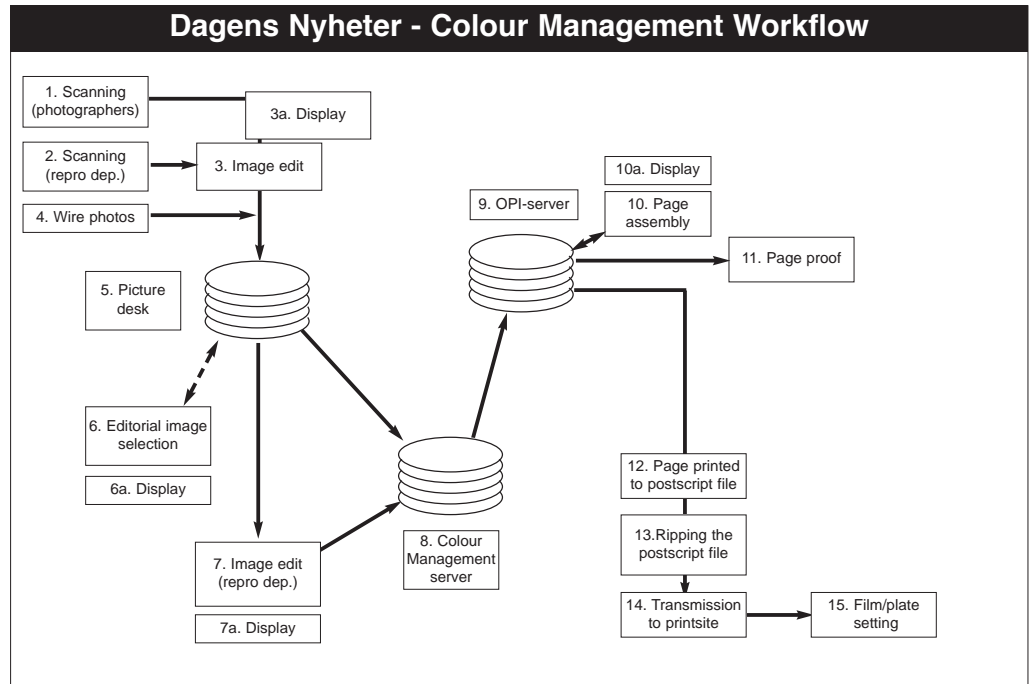 Dagens Nyheter - Colour Management Workflow
1. Scanning
(photographers)
3a. Display
2. Scanning
(repro dep.)
3. Image edit
4. Wire photos
5. Picture
desk
6. Editorial image
selection
6a. Display
7. Image edit
(repro dep.)
7a. Display
8. Colour
Management
server
9. OPI-server
10a. Display
10. Page
assembly
11. Page proof
12. Page printed
to postscript file
13.Ripping the
postscript file
14. Transmission
to printsite
15. Film/plate
setting